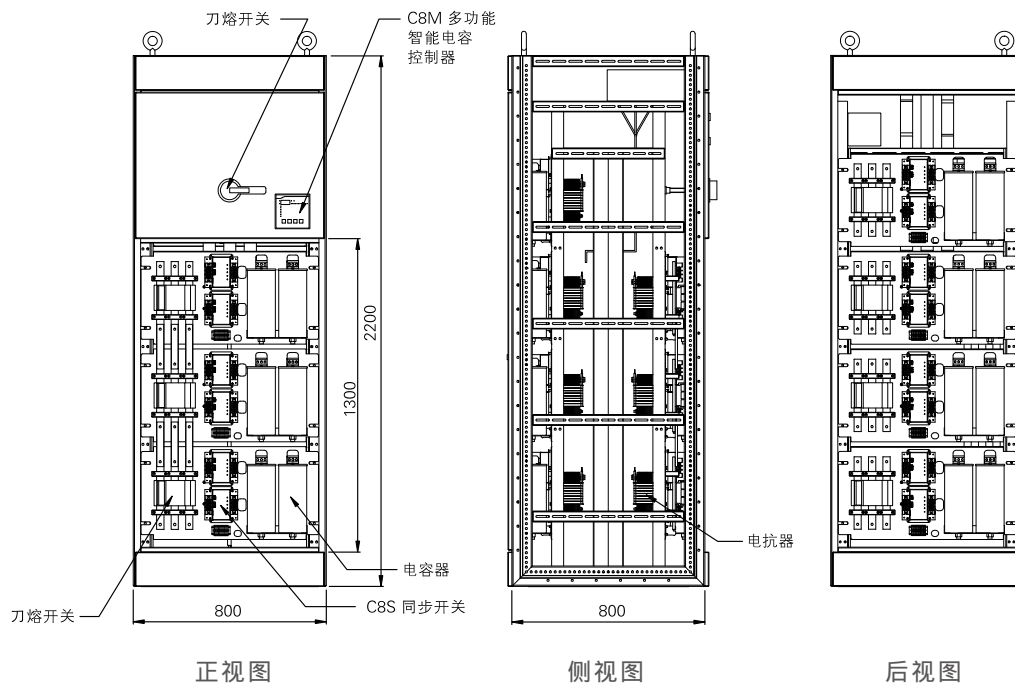 刀熔开关
C8M 多功能
智能电容
控制器
2200
1300
电抗器
电容器
C8S 同步开关
刀熔开关
800
800
正视图
侧视图
后视图